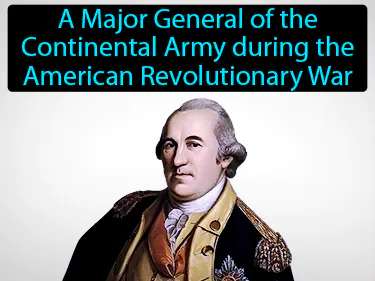 A Major General of the
Continental Army during the
American Revolutionary War